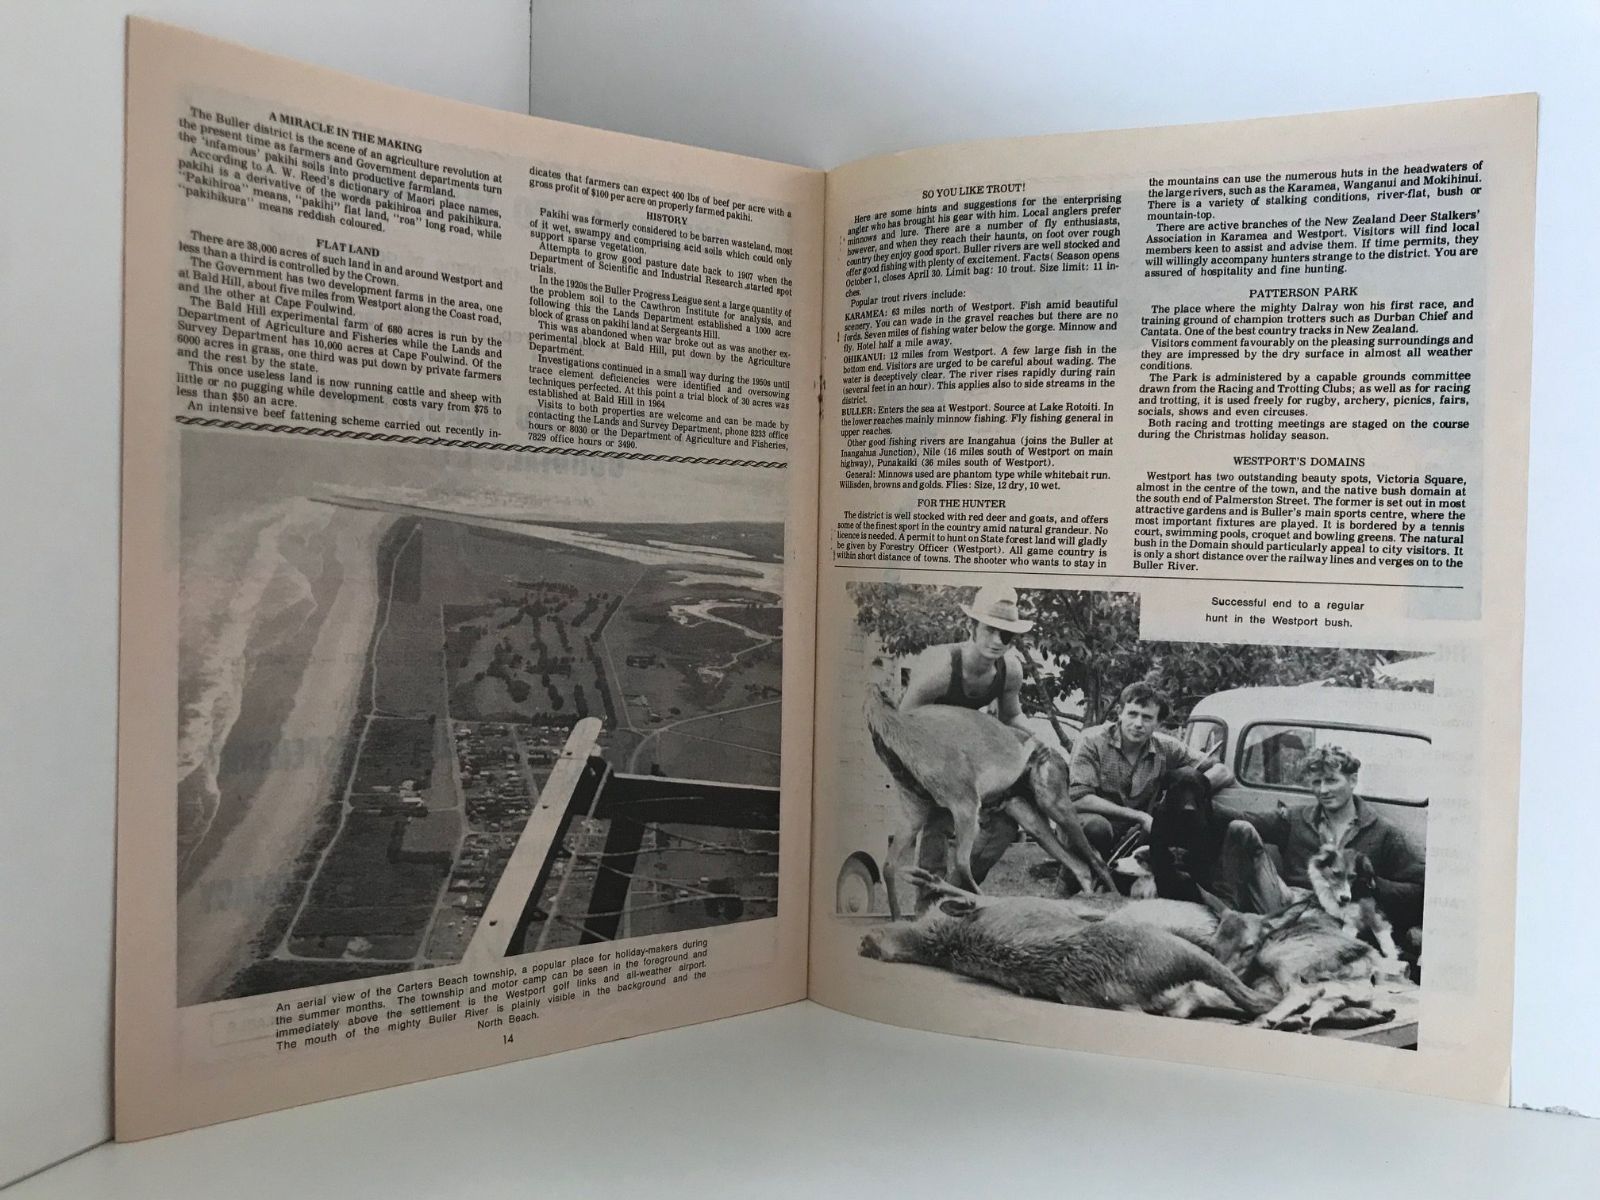 A MIRACLE IN THE MAKING
The Buller district is the scene of an agriculture revolution at
the present time as farmers and Government departments turn
the 'infamous' pakihi soils into productive farmland.
According to A. W. Reed's dictionary of Maori place names,
pakihi is a derivative of the words pakihiroa and pakihikura.
"Pakihiroa" means, "pakihi" flat land, "roa" long road, while
"pakihikura" means reddish coloured.
FLAT LAND
There are 38,000 acres of such land in and around Westport and
less than a third is controlled by the Crown.
The Government has two development farms in the area, one
at Bald Hill, about five miles from Westport along the Coast road,
and the other at Cape Foulwind.
The Bald Hill experimental farm of 680 acres is run by the
Department of Agriculture and Fisheries while the Lands and
Survey Department has 10,000 acres at Cape Foulwind. Of the
6000 acres in grass, one third was put down by private farmers
and the rest by the state.
This once useless land is now running cattle and sheep with
little or no pugging while development costs vary from $75 to
less than $50 an acre.
An intensive beef fattening scheme carried out recently in-
dicates that farmers can expect 400 lbs of beef per acre with a
gross profit of $100 per acre on properly farmed pakihi.
HISTORY
Pakihi was formerly considered to be barren wasteland, most
of it wet, swampy and comprising acid soils which could only
support sparse vegetation.
Attempts to grow good pasture date back to 1907 when the
Department of Scientific and Industrial Research started spot
trials.
In the 1920s the Buller Progress League sent a large quantity of
the problem soil to the Cawthron Institute for analysis, and
following this the Lands Department established a 1000 acre
block of grass on pakihi land at Sergeants Hill.
This was abandoned when war broke out as was another ex-
perimental block at Bald Hill, put down by the Agriculture
Department.
Investigations continued in a small way during the 1950s until
trace element deficiencies were identified and oversowing
techniques perfected. At this point a trial block of 30 acres was
established at Bald Hill in 1964
Visits to both properties are welcome and can be made by
contacting the Lands and Survey Department, phone 8233 office
hours or 8030 or the Department of Agriculture and Fisheries,
7829 office hours or 3490.
An aerial view of the Carters Beach township, a popular place for holiday-makers during
the summer months. The township and motor camp can be seen in the foreground and
immediately above the settlement is the Westport golf links and all-weather airport.
The mouth of the mighty Buller River is plainly visible in the background and the
North Beach.
14
SO YOU LIKE TROUT!
Here are some hints and suggestions for the enterprising
angler who has brought his gear with him. Local anglers prefer
minnows and lure. There are a number of fly enthusiasts,
however, and when they reach their haunts, on foot over rough
country they enjoy good sport. Buller rivers are well stocked and
offer good fishing with plenty of excitement. Facts( Season opens
October 1, closes April 30. Limit bag: 10 trout. Size limit: 11 in-
ches.
Popular trout rivers include:
KARAMEA: 63 miles north of Westport. Fish amid beautiful
scenery. You can wade in the gravel reaches but there are no
fords. Seven miles of fishing water below the gorge. Minnow and
fly. Hotel half a mile away.
OHIKANUI: 12 miles from Westport. A few large fish in the
bottom end. Visitors are urged to be careful about wading. The
water is deceptively clear. The river rises rapidly during rain
(several feet in an hour). This applies also to side streams in the
district.
BULLER: Enters the sea at Westport. Source at Lake Rotoiti. In
the lower reaches mainly minnow fishing. Fly fishing general in
upper reaches.
Other good fishing rivers are Inangahua (joins the Buller at
Inangahua Junction), Nile (16 miles south of Westport on main
highway), Punakaiki (36 miles south of Westport).
General: Minnows used are phantom type while whitebait run.
Willisden, browns and golds. Flies: Size, 12 dry, 10 wet.
FOR THE HUNTER
The district is well stocked with red deer and goats, and offers
some of the finest sport in the country amid natural grandeur. No
licence is needed. A permit to hunt on State forest land will gladly
be given by Forestry Officer (Westport). All game country is
within short distance of towns. The shooter who wants to stay in
the mountains can use the numerous huts in the headwaters of
the large rivers, such as the Karamea, Wanganui and Mokihinui.
There is a variety of stalking conditions, river-flat, bush or
mountain-top.
There are active branches of the New Zealand Deer Stalkers'
Association in Karamea and Westport. Visitors will find local
members keen to assist and advise them. If time permits, they
will willingly accompany hunters strange to the district. You are
assured of hospitality and fine hunting.
PATTERSON PARK
The place where the mighty Dalray won his first race, and
training ground of champion trotters such as Durban Chief and
Cantata. One of the best country tracks in New Zealand.
Visitors comment favourably on the pleasing surroundings and
they are impressed by the dry surface in almost all weather
conditions.
The Park is administered by a capable grounds committee
drawn from the Racing and Trotting Clubs; as well as for racing
and trotting, it is used freely for rugby, archery, picnics, fairs,
socials, shows and even circuses.
Both racing and trotting meetings are staged on the course
during the Christmas holiday season.
WESTPORT'S DOMAINS
Westport has two outstanding beauty spots, Victoria Square,
almost in the centre of the town, and the native bush domain at
the south end of Palmerston Street. The former is set out in most
attractive gardens and is Buller's main sports centre, where the
most important fixtures are played. It is bordered by a tennis
court, swimming pools, croquet and bowling greens. The natural
bush in the Domain should particularly appeal to city visitors. It
is only a short distance over the railway lines and verges on to the
Buller River.
Successful end to a regular
hunt in the Westport bush.